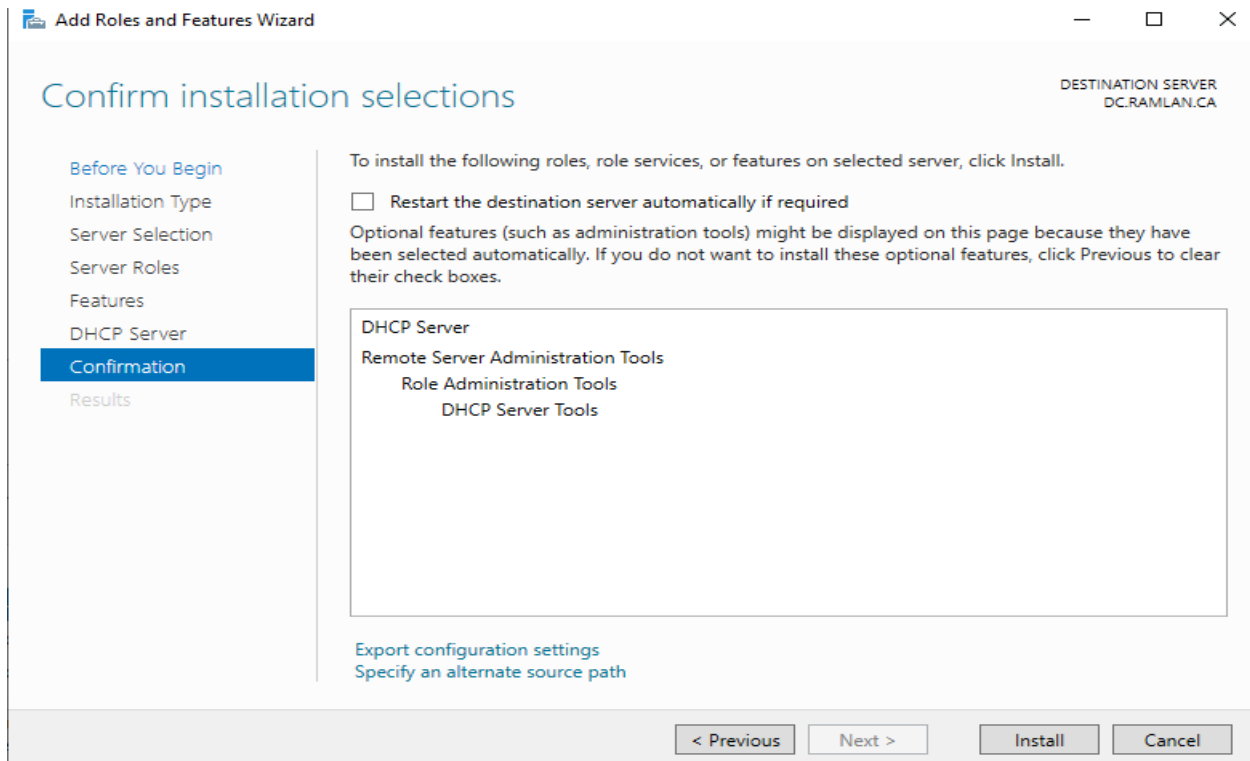 Add Roles and Features Wizard
Confirm installation selections
DESTINATION SERVER
DC.RAMLAN.CA
Before You Begin
Installation Type
Server Selection
Server Roles
Features
DHCP Server
Confirmation
Results
To install the following roles, role services, or features on selected server, click Install.
Restart the destination server automatically if required
Optional features (such as administration tools) might be displayed on this page because they have
been selected automatically. If you do not want to install these optional features, click Previous to clear
their check boxes.
DHCP Server
Remote Server Administration Tools
Role Administration Tools
DHCP Server Tools
Export configuration settings
Specify an alternate source path
< Previous
Next >
Install
Cancel